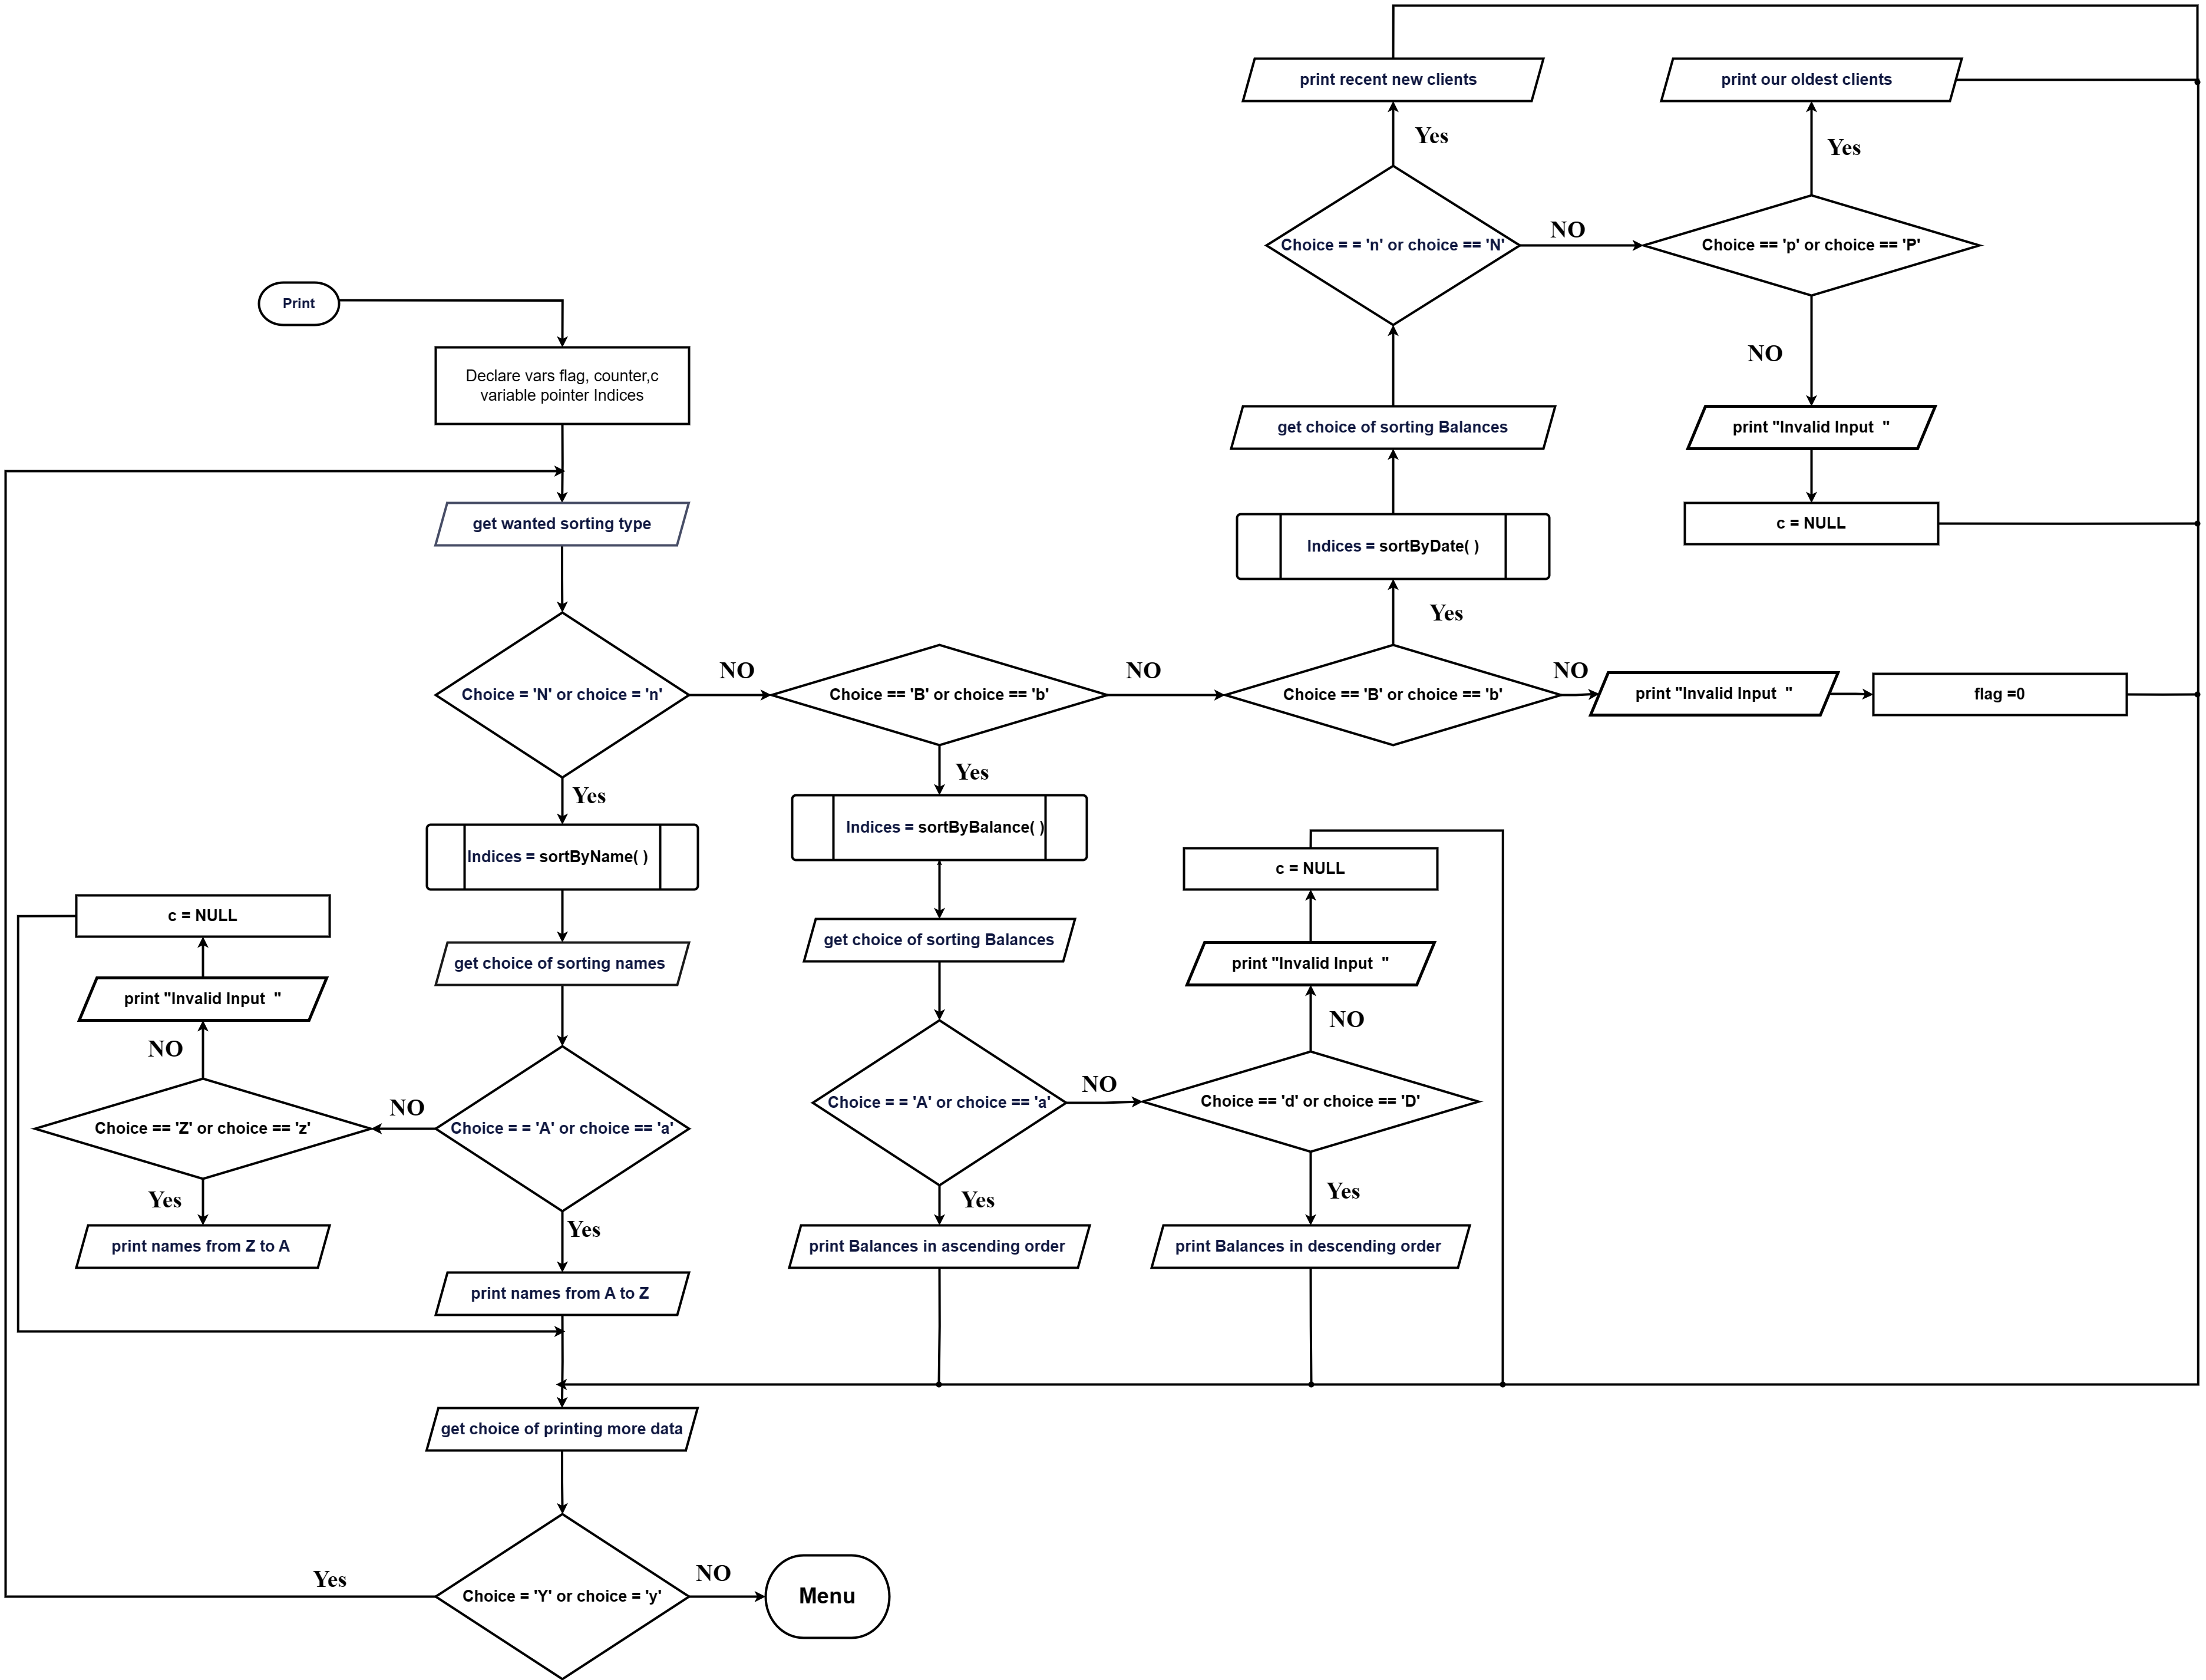 print recent new clients
print our oldest clients
Yes
Yes
Choice = = 'n' or choice == 'N'
NO
Choice == 'p' or choice == 'P'
Print
NO
Declare vars flag, counter,c
variable pointer Indices
get choice of sorting Balances
print "Invalid Input  "
get wanted sorting type
Indices = sortByDate( )
c = NULL
Yes
Choice = 'N' or choice = 'n'
NO
Choice == 'B' or choice == 'b'
NO
Choice == 'B' or choice == 'b'
NO
print "Invalid Input  "
flag =0
Yes
Yes
Indices = sortByName( )
Indices = sortByBalance( )
c = NULL
c = NULL
get choice of sorting names
get choice of sorting Balances
print "Invalid Input  "
print "Invalid Input  "
NO
NO
Choice == 'Z' or choice == 'z'
NO
Choice = = 'A' or choice == 'a'
Choice = = 'A' or choice == 'a'
NO
Choice == 'd' or choice == 'D'
Yes
Yes
Yes
Yes
print names from Z to A
print names from A to Z
print Balances in ascending order
print Balances in descending order
get choice of printing more data
Yes
Choice = 'Y' or choice = 'y'
NO
Menu